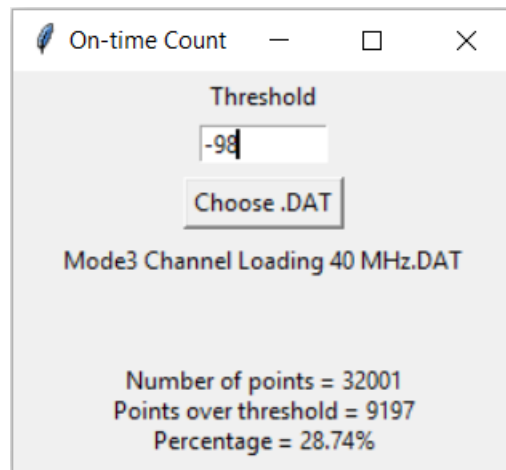 On-time Count
Threshold
-98
Choose .DAT
Mode3 Channel Loading 40 MHz.DAT
Number of points = 32001
Points over threshold = 9197
Percentage = 28.74%